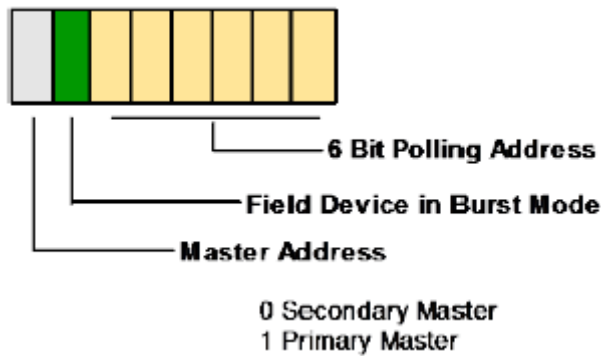 6 Bit Polling Address
Field Device in Burst Mode
Master Address
0 Secondary Master
1 Primary Master